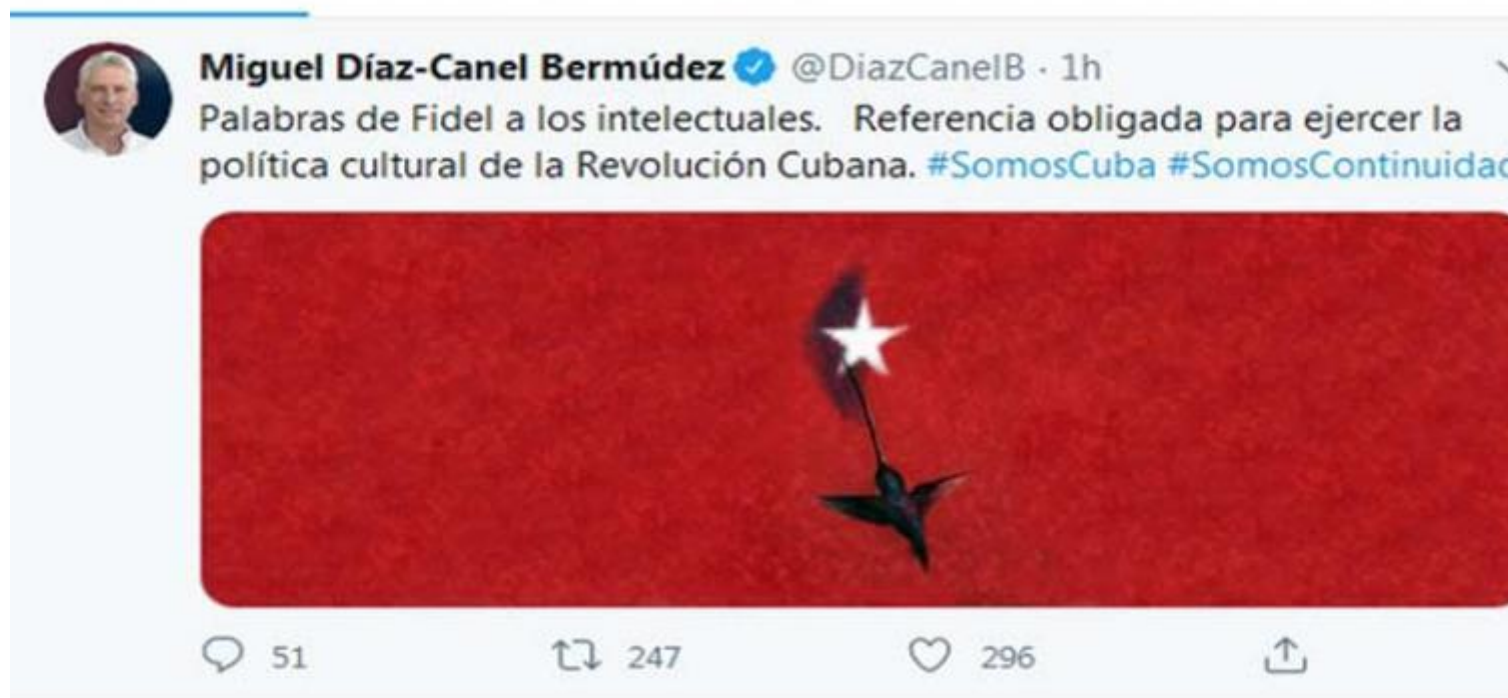 Miguel Díaz-Canel Bermúdez @DiazCanelB · 1h
Palabras de Fidel a los intelectuales. Referencia obligada para ejercer la
política cultural de la Revolución Cubana. #SomosCuba #SomosContinuidad
51 247 296